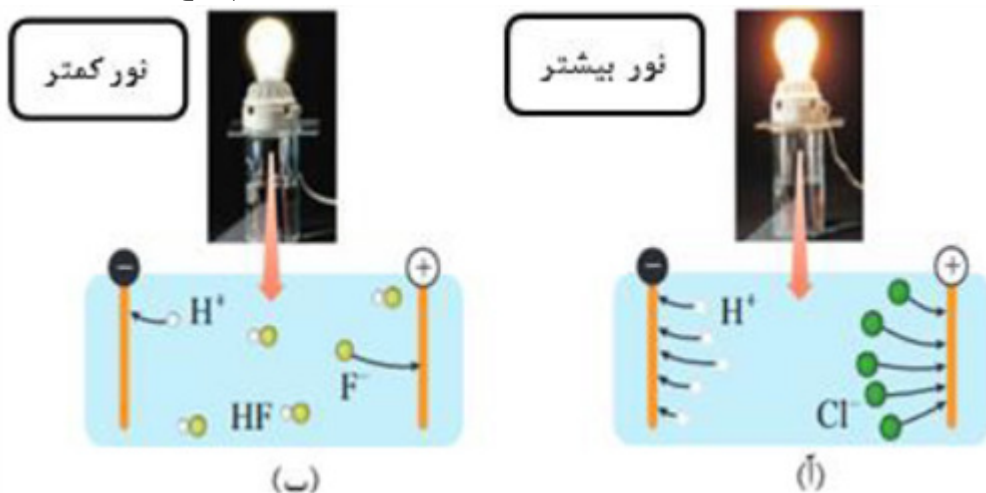 نور بیشتر
نور کمتر
+
−
H⁺
Cl⁻
(آ)
+
−
H⁺
F⁻
HF
(ب)